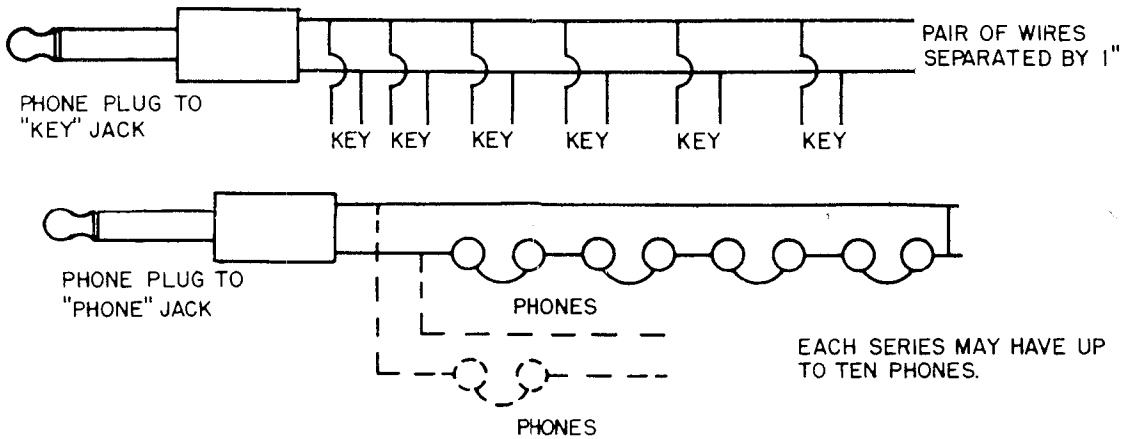 PAIR OF WIRES
SEPARATED BY 1"
PHONE PLUG TO
"KEY" JACK
KEY KEY KEY KEY KEY KEY
PHONE PLUG TO
"PHONE" JACK
PHONES
EACH SERIES MAY HAVE UP
TO TEN PHONES.
PHONES